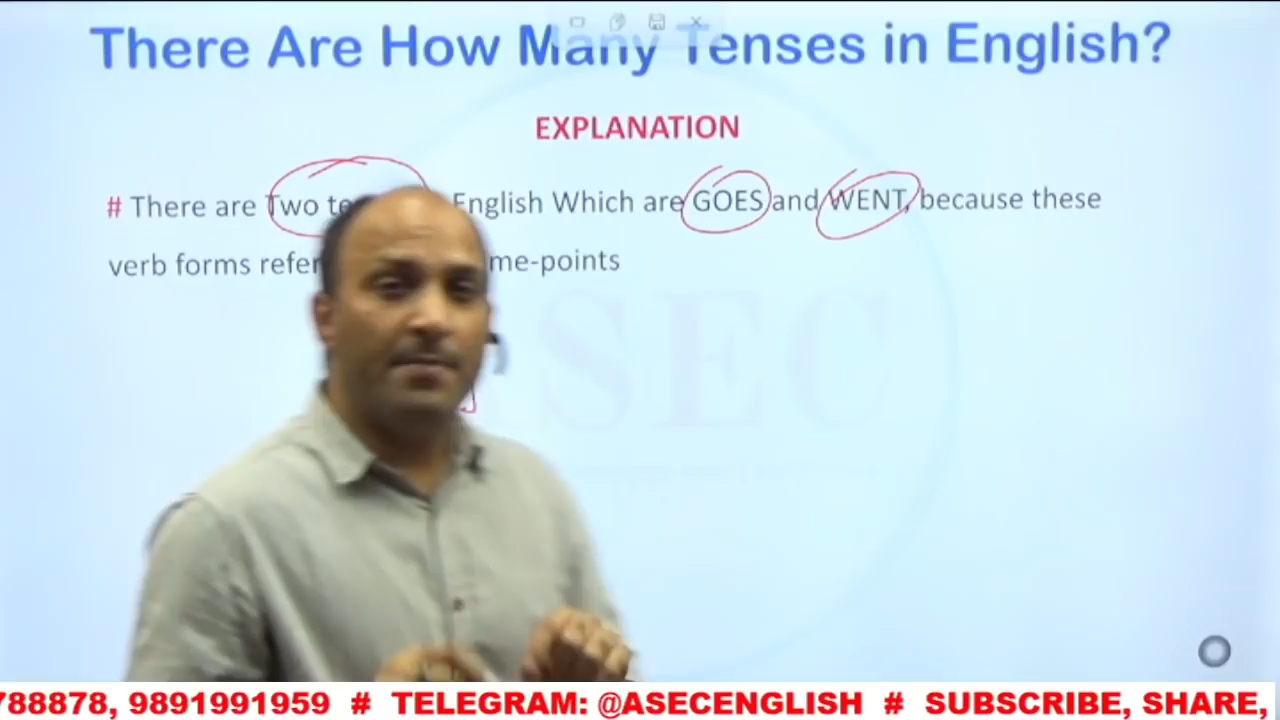 There Are How Many Tenses in English?
EXPLANATION
# There are Two English Which are GOES and WENT, because these
verb forms refer me-points
SEC
788878, 9891991959 # TELEGRAM: @ASECENGLISH # SUBSCRIBE, SHARE,